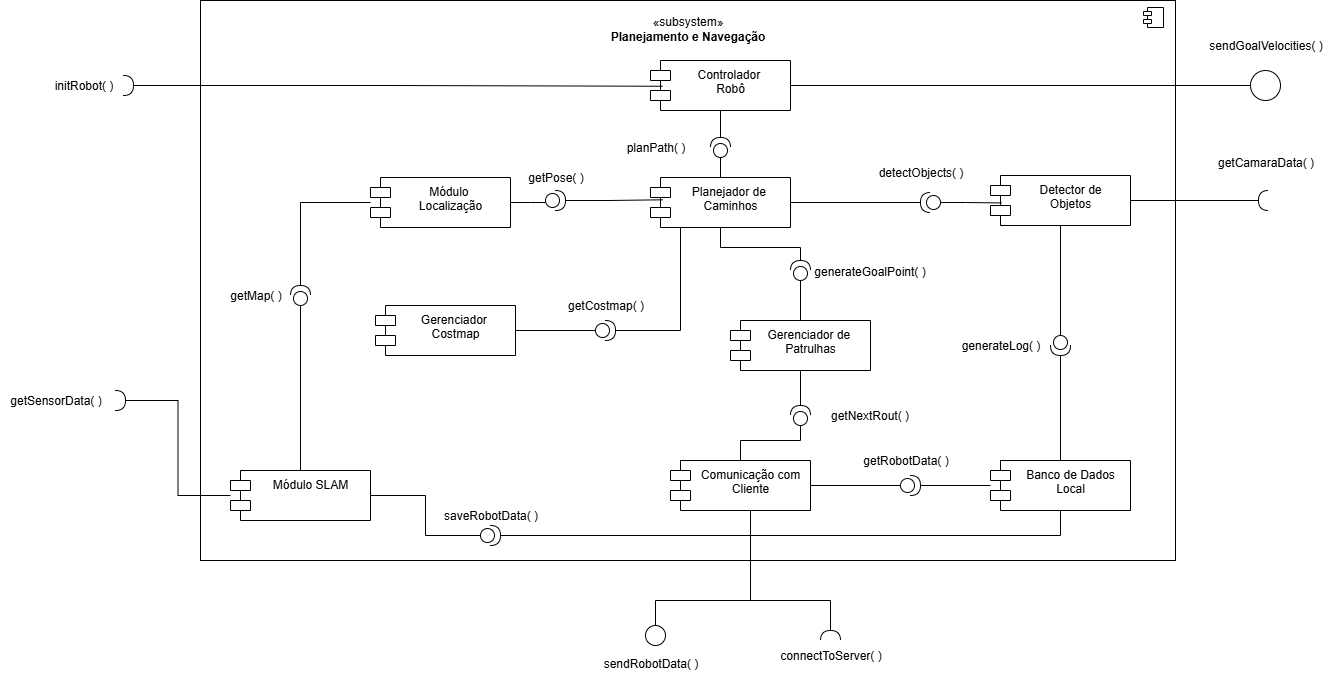 «subsystem»
Planejamento e Navegação
sendGoalVelocities( )
initRobot( )
Controlador
Robô
planPath( )
getCamaraData( )
getPose( )
detectObjects( )
Módulo
Localização
Planejador de
Caminhos
Detector de
Objetos
generateGoalPoint( )
getMap( )
getCostmap( )
Gerenciador
Costmap
Gerenciador de
Patrulhas
generateLog( )
getSensorData( )
getNextRout( )
getRobotData( )
Módulo SLAM
Comunicação com
Cliente
Banco de Dados
Local
saveRobotData( )
sendRobotData( )
connectToServer( )